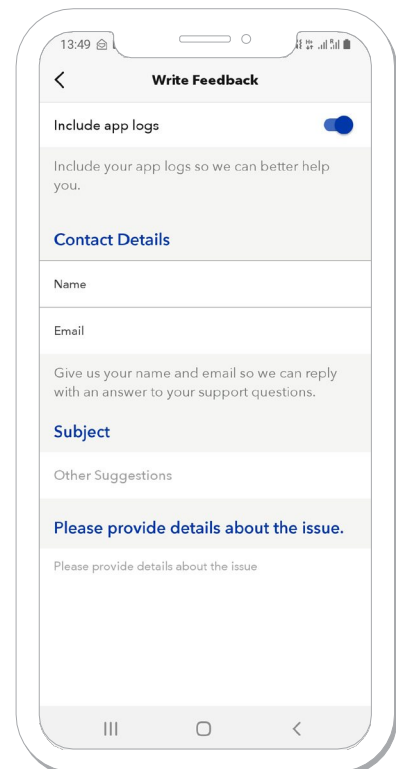 13:49
Write Feedback
Include app logs
Include your app logs so we can better help
you.
Contact Details
Name
Email
Give us your name and email so we can reply
with an answer to your support questions.
Subject
Other Suggestions
Please provide details about the issue.
Please provide details about the issue